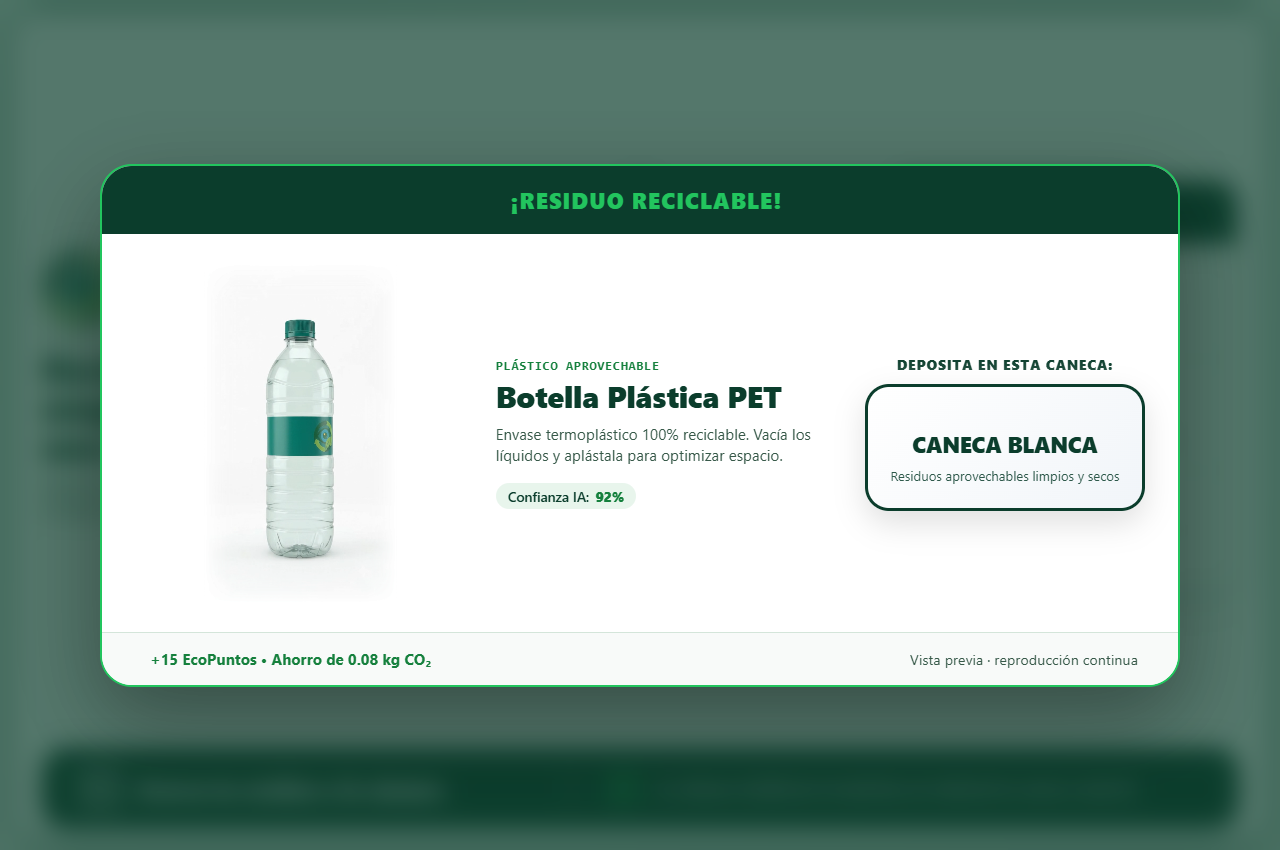 ¡RESIDUO RECICLABLE!
PLÁSTICO APROVECHABLE
Botella Plástica PET
Envase termoplástico 100% reciclable. Vacía los
líquidos y aplástala para optimizar espacio.
Confianza IA: 92%
DEPOSITA EN ESTA CANECA:
CANECA BLANCA
Residuos aprovechables limpios y secos
+15 EcoPuntos • Ahorro de 0.08 kg CO₂
Vista previa · reproducción continua